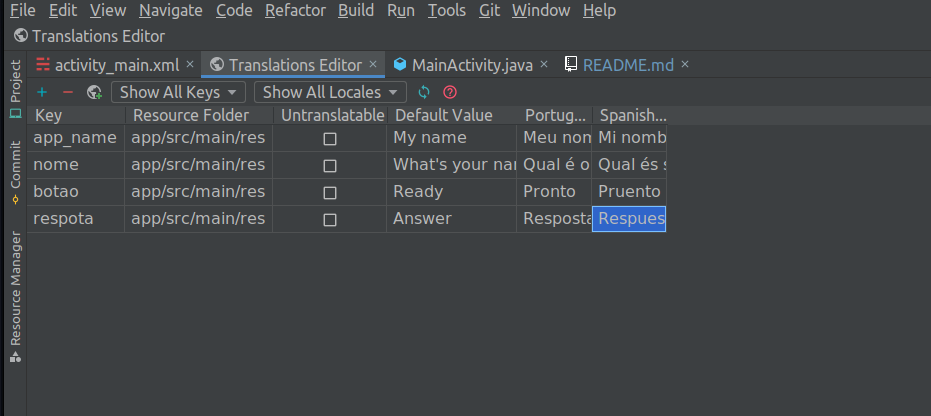 File Edit View Navigate Code Refactor Build Run Tools Git Window Help
Translations Editor
activity_main.xml × Translations Editor × MainActivity.java × README.md ×
Show All Keys Show All Locales
Key Resource Folder Untranslatable Default Value Portug... Spanish...
app_name app/src/main/res My name Meu nom Mi nomb
nome app/src/main/res What's your nar Qual é o Qual és s
botao app/src/main/res Ready Pronto Pruento
respota app/src/main/res Answer Resposta Respues
Project
Commit
Resource Manager